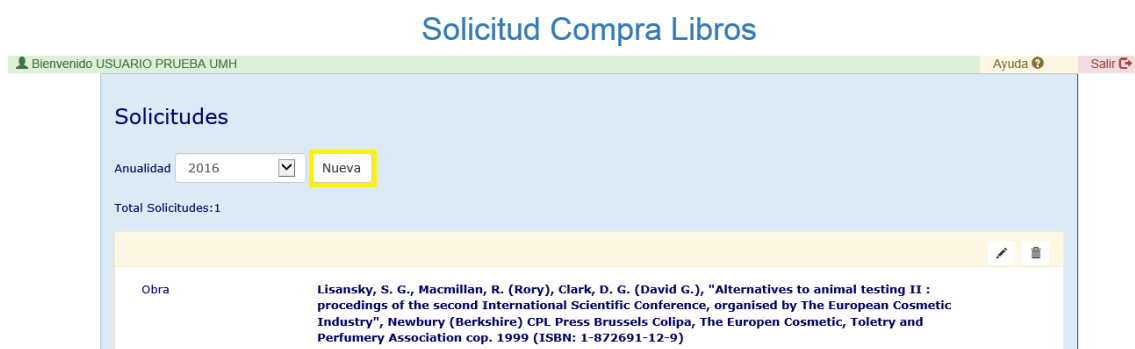 Solicitud Compra Libros
Bienvenido USUARIO PRUEBA UMH Ayuda Salir
Solicitudes
Anualidad 2016 Nueva
Total Solicitudes:1
Obra Lisansky, S. G., Macmillan, R. (Rory), Clark, D. G. (David G.), "Alternatives to animal testing II :
procedings of the second International Scientific Conference, organised by The European Cosmetic
Industry", Newbury (Berkshire) CPL Press Brussels Colipa, The Europen Cosmetic, Toletry and
Perfumery Association cop. 1999 (ISBN: 1-872691-12-9)